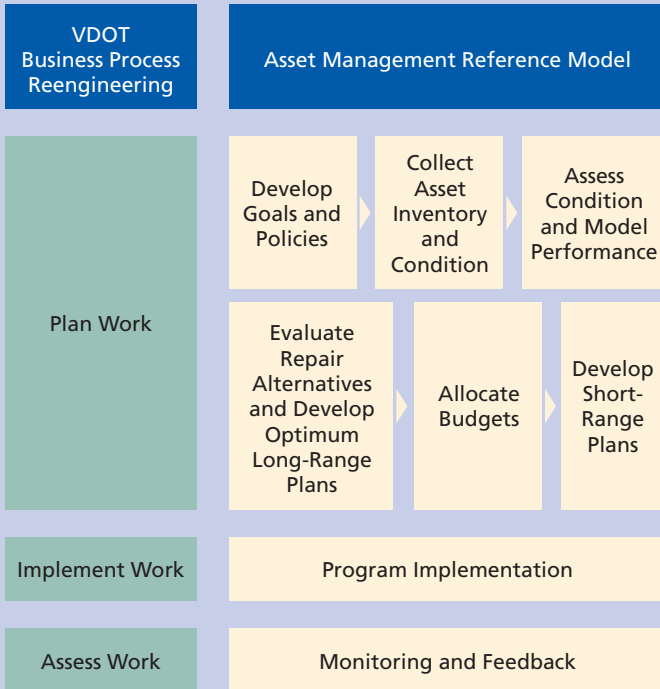 VDOT
Business Process
Reengineering
Asset Management Reference Model
Plan Work
Develop
Goals and
Policies
Collect
Asset
Inventory
and
Condition
Assess
Condition
and Model
Performance
Evaluate
Repair
Alternatives
and Develop
Optimum
Long-Range
Plans
Allocate
Budgets
Develop
Short-
Range
Plans
Implement Work
Program Implementation
Assess Work
Monitoring and Feedback